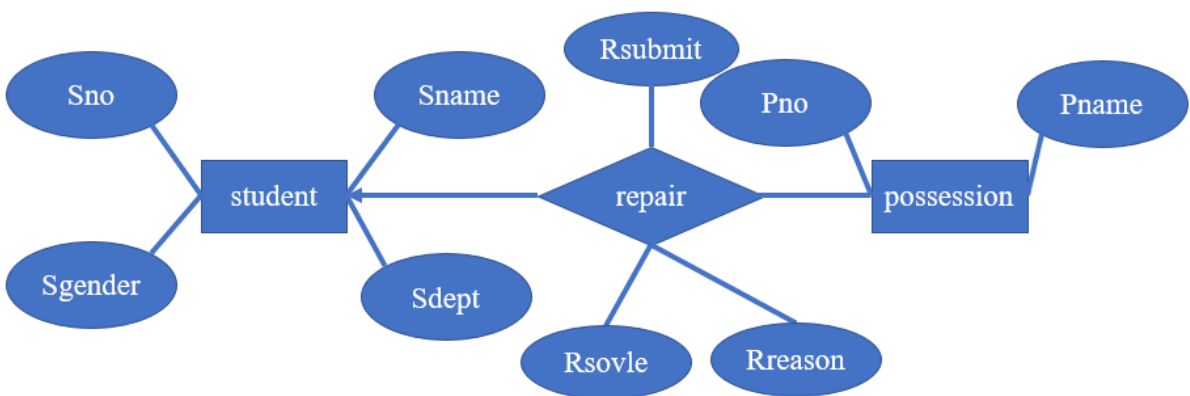 Rsubmit
Sno
Sname
Pno
Pname
student
repair
possession
Sgender
Sdept
Rsovle
Rreason